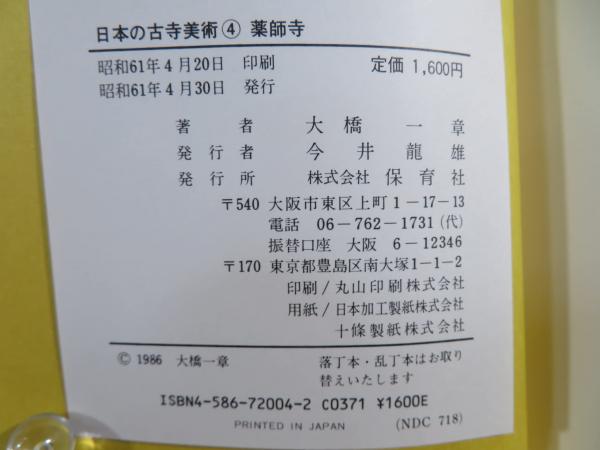 日本の古寺美術④ 薬師寺
昭和61年4月20日 印刷 定価 1,600円
昭和61年4月30日 発行
著者 大橋一章
発行者 今井龍雄
発行所 株式会社 保育社
〒540 大阪市東区上町1-17-13
電話 06-762-1731(代)
振替口座 大阪 6-12346
〒170 東京都豊島区南大塚1-1-2
印刷/丸山印刷株式会社
用紙/日本加工製紙株式会社
十條製紙株式会社
© 1986 大橋一章 落丁本・乱丁本はお取り
替えいたします
ISBN4-586-72004-2 C0371 ¥1600E
PRINTED IN JAPAN (NDC 718)